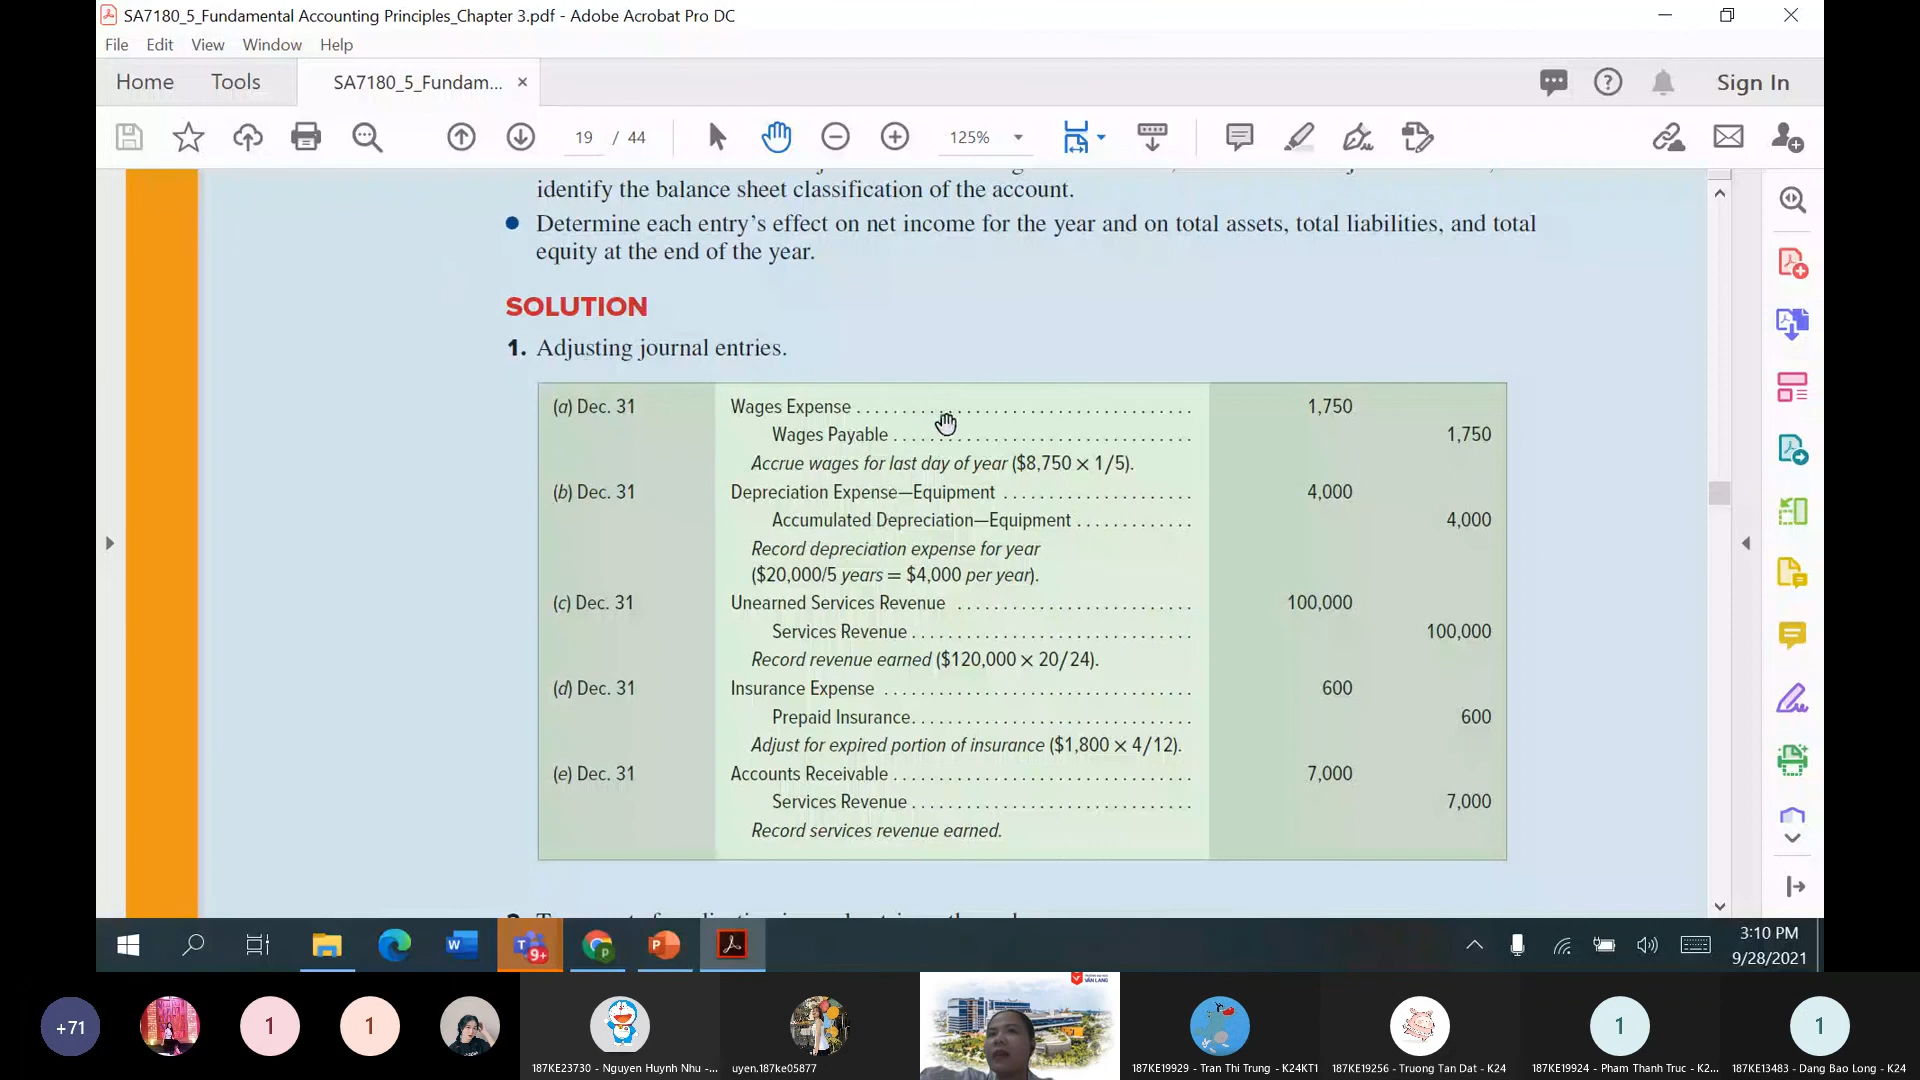 SA7180_5_Fundamental Accounting Principles_Chapter 3.pdf - Adobe Acrobat Pro DC
File Edit View Window Help
Home Tools SA7180_5_Fundam... × Sign In
19 / 44 125%
identify the balance sheet classification of the account.
• Determine each entry's effect on net income for the year and on total assets, total liabilities, and total
equity at the end of the year.
SOLUTION
1. Adjusting journal entries.
(a) Dec. 31 Wages Expense 1,750
Wages Payable 1,750
Accrue wages for last day of year ($8,750 × 1/5).
(b) Dec. 31 Depreciation Expense—Equipment 4,000
Accumulated Depreciation—Equipment 4,000
Record depreciation expense for year
($20,000/5 years = $4,000 per year).
(c) Dec. 31 Unearned Services Revenue 100,000
Services Revenue 100,000
Record revenue earned ($120,000 × 20/24).
(d) Dec. 31 Insurance Expense 600
Prepaid Insurance 600
Adjust for expired portion of insurance ($1,800 × 4/12).
(e) Dec. 31 Accounts Receivable 7,000
Services Revenue 7,000
Record services revenue earned.
9+
3:10 PM
9/28/2021
VĂN LANG
+71 1 1 1 1
187KE23730 - Nguyen Huynh Nhu -... uyen.187ke05877 187KE19929 - Tran Thi Trung - K24KT1 187KE19256 - Truong Tan Dat - K24 187KE19924 - Pham Thanh Truc - K2... 187KE13483 - Dang Bao Long - K24